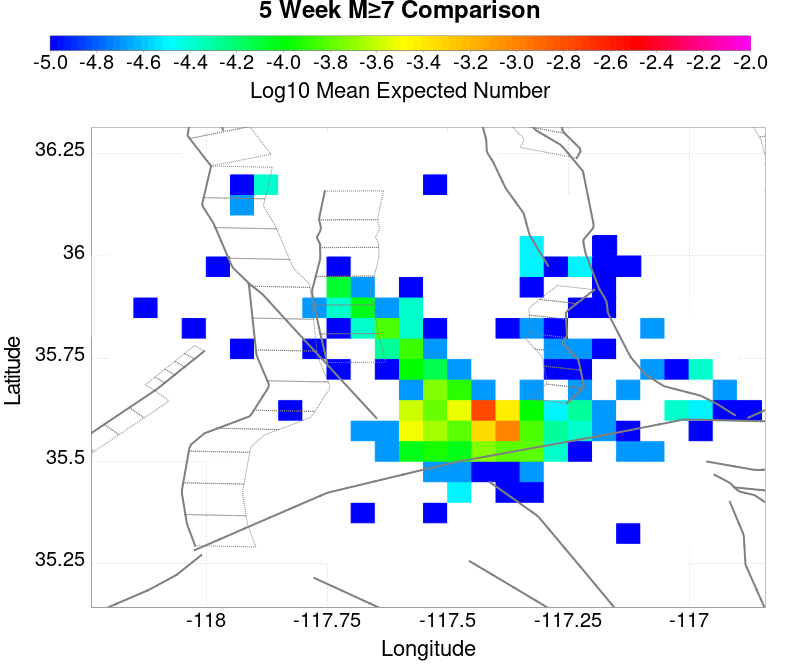 5 Week M≥7 Comparison
-5.0 -4.8 -4.6 -4.4 -4.2 -4.0 -3.8 -3.6 -3.4 -3.2 -3.0 -2.8 -2.6 -2.4 -2.2 -2.0
Log10 Mean Expected Number
36.25
36
35.75
35.5
35.25
Latitude
-118 -117.75 -117.5 -117.25 -117
Longitude